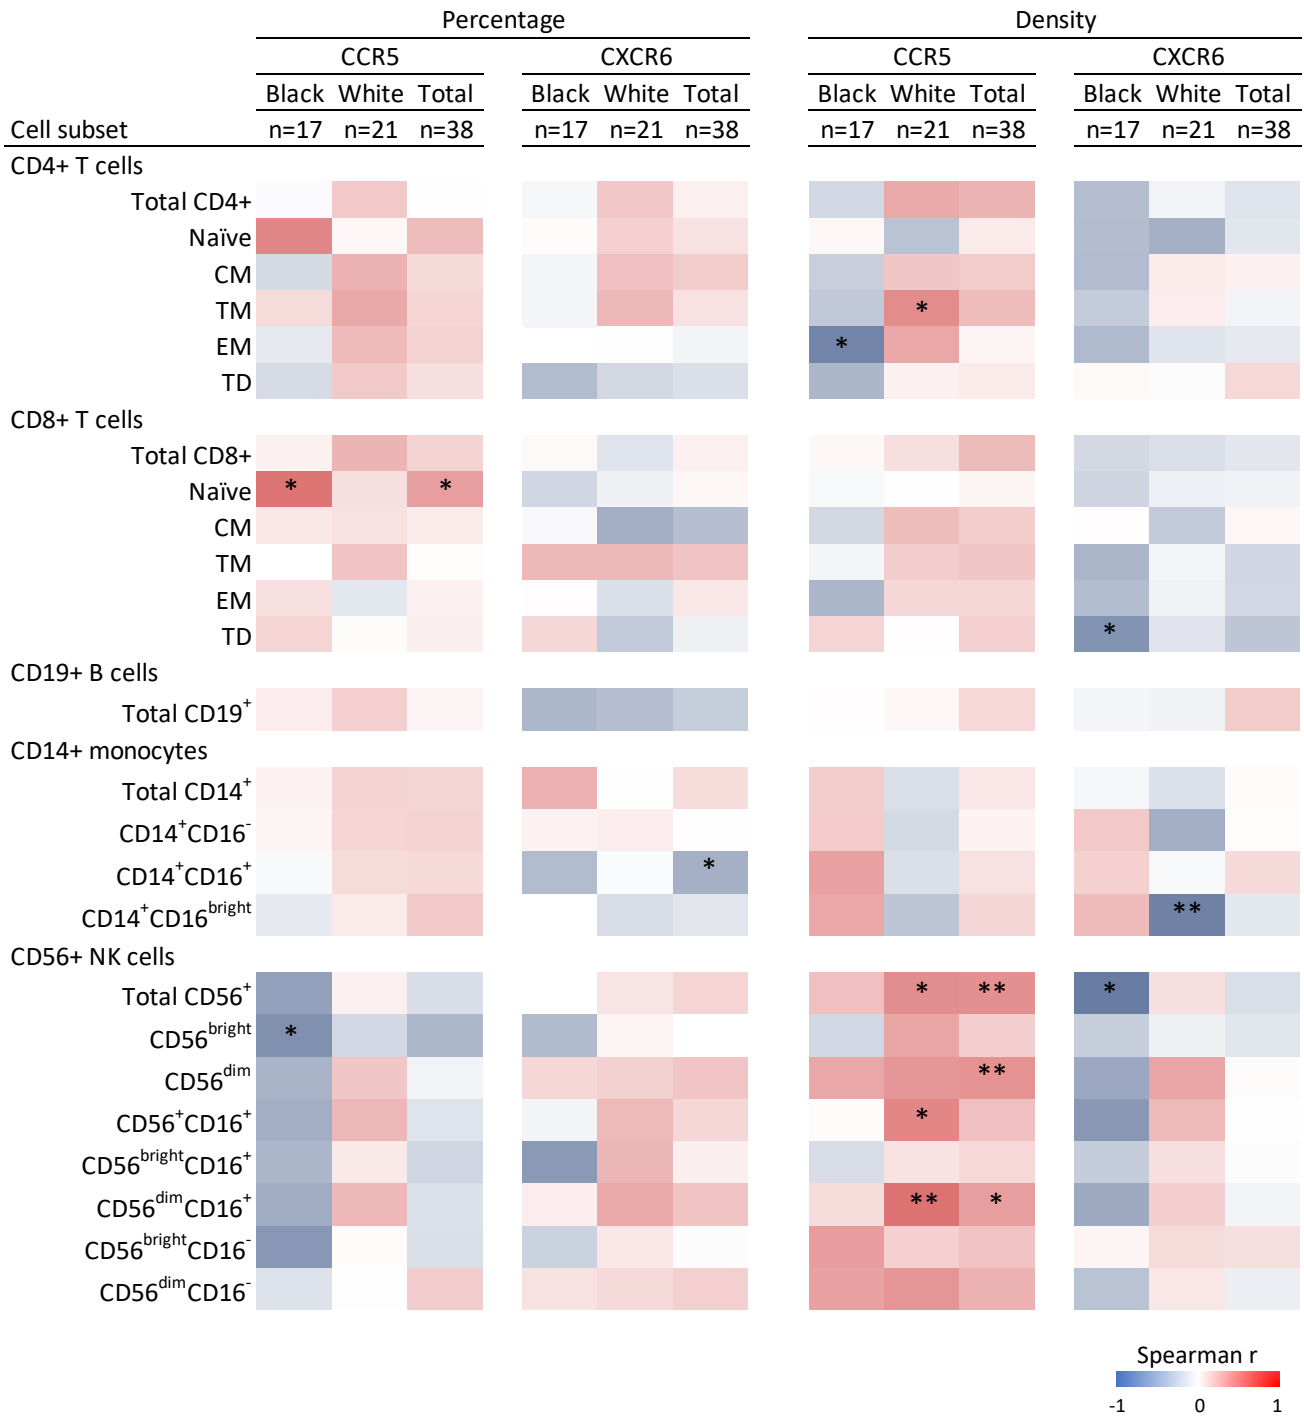 Percentage Density
CCR5 CXCR6 CCR5 CXCR6
Black White Total Black White Total Black White Total Black White Total
Cell subset n=17 n=21 n=38 n=17 n=21 n=38 n=17 n=21 n=38 n=17 n=21 n=38
CD4+ T cells
Total CD4+
Naïve
CM
TM *
EM *
TD
CD8+ T cells
Total CD8+
Naïve * *
CM
TM
EM
TD *
CD19+ B cells
Total CD19⁺
CD14+ monocytes
Total CD14⁺
CD14⁺CD16⁻
CD14⁺CD16⁺ *
CD14⁺CD16ᵇʳⁱᵍʰᵗ **
CD56+ NK cells
Total CD56⁺ * ** *
CD56ᵇʳⁱᵍʰᵗ *
CD56ᵈⁱᵐ **
CD56⁺CD16⁺ *
CD56ᵇʳⁱᵍʰᵗCD16⁺
CD56ᵈⁱᵐCD16⁺ ** *
CD56ᵇʳⁱᵍʰᵗCD16⁻
CD56ᵈⁱᵐCD16⁻
Spearman r
-1 0 1